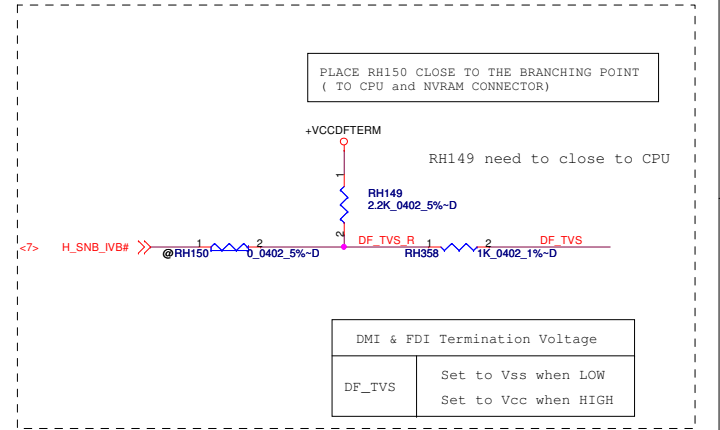 PLACE RH150 CLOSE TO THE BRANCHING POINT
( TO CPU and NVRAM CONNECTOR)
+VCCDFTERM
RH149 need to close to CPU
1
RH149
2.2K_0402_5%~D
2
<7> H_SNB_IVB# 1 2 DF_TVS_R 1 2 DF_TVS
@RH150 0_0402_5%~D RH358 1K_0402_1%~D
DMI & FDI Termination Voltage
DF_TVS
Set to Vss when LOW
Set to Vcc when HIGH